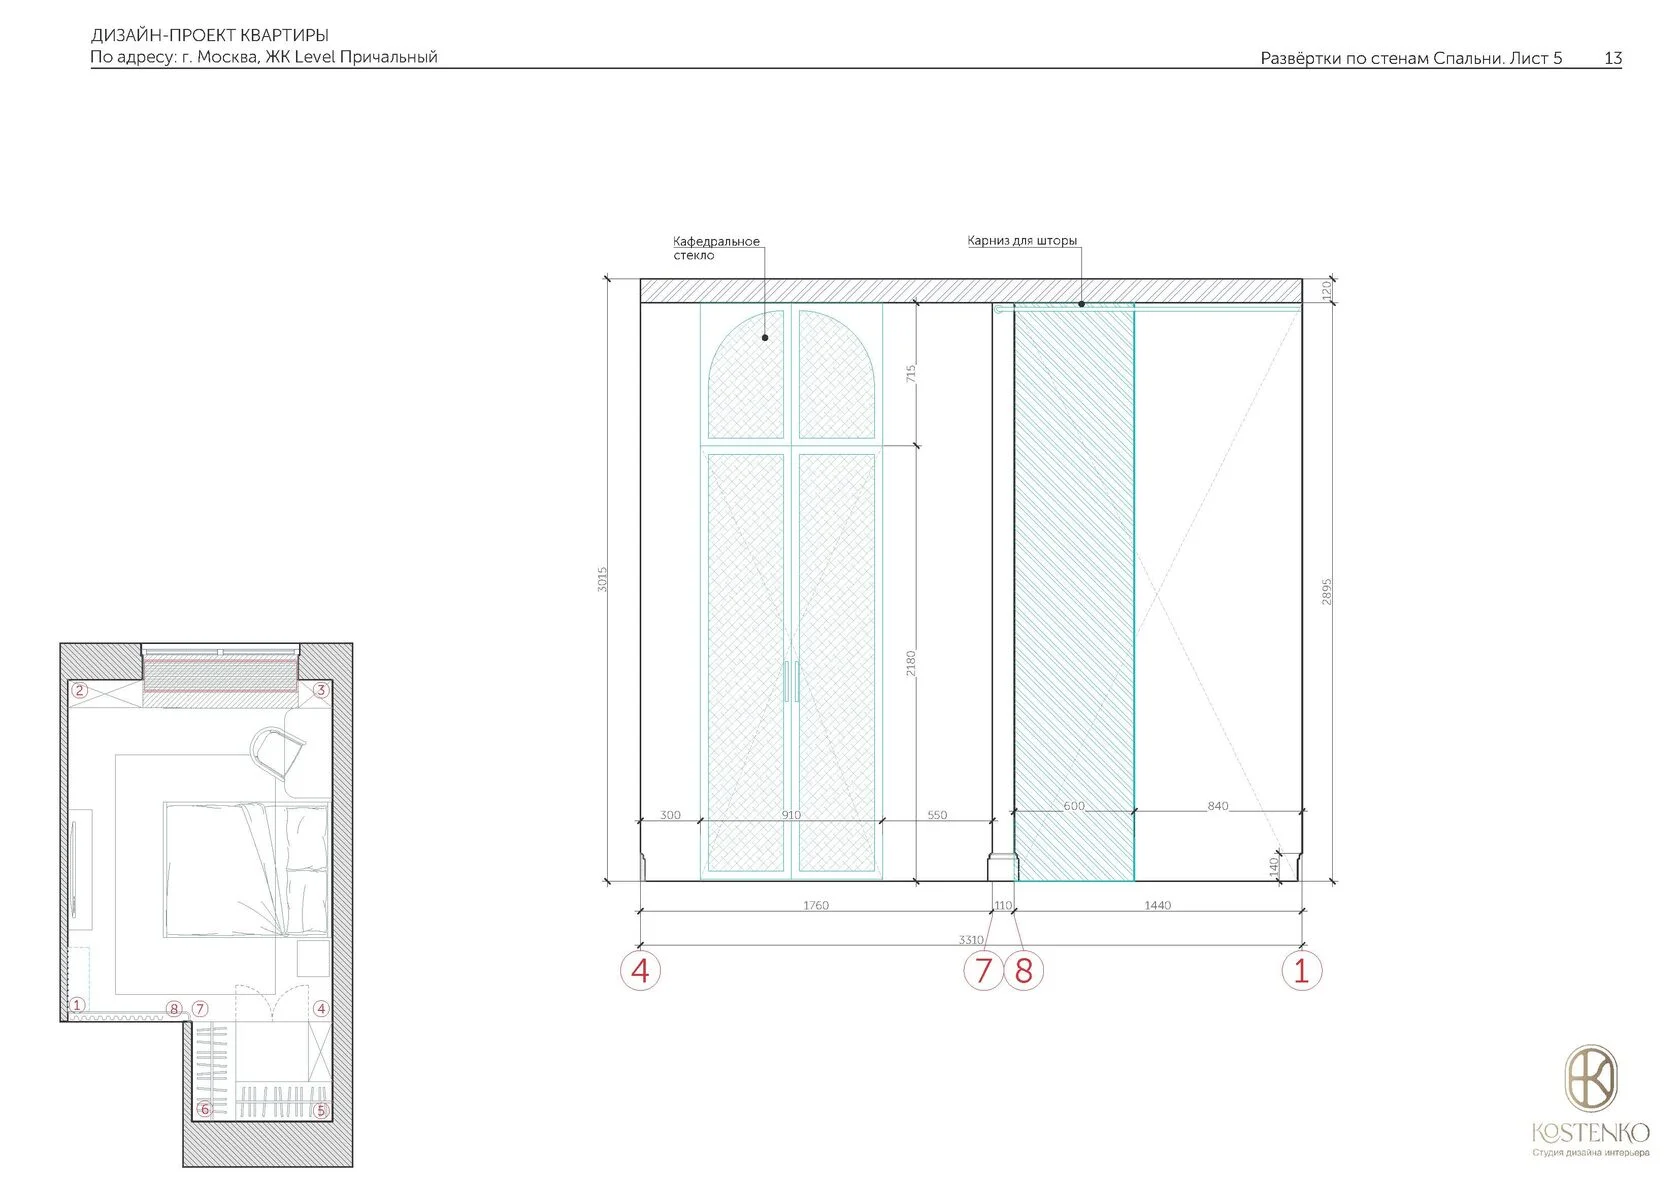 ДИЗАЙН-ПРОЕКТ КВАРТИРЫ
По адресу: г. Москва, ЖК Level Причальный
Развёртки по стенам Спальни. Лист 5 13
Кафедральное
стекло
Карниз для шторы
120
715
3015
2895
2180
600 840
300 910 550
140
1760 110 1440
3310
4 7 8 1
2 3
1 8 7 4
6 5
KOSTENKO
Студия дизайна интерьера